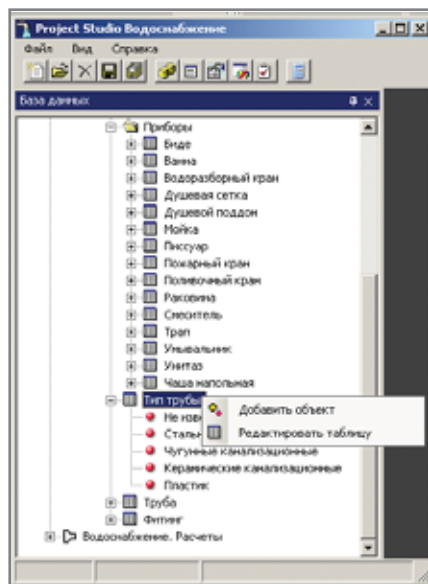 Project Studio Водоснабжение
Файл Вид Справка
База данных
Приборы
Биде
Ванна
Водоразборный кран
Душевая сетка
Душевой поддон
Мойка
Писсуар
Пожарный кран
Поливочный кран
Раковина
Смеситель
Трап
Умывальник
Унитаз
Чаша напольная
Тип трубы
Добавить объект
Редактировать таблицу
Чугунные канализационные
Керамические канализационные
Пластик
Труба
Фитинг
Водоснабжение. Расчеты